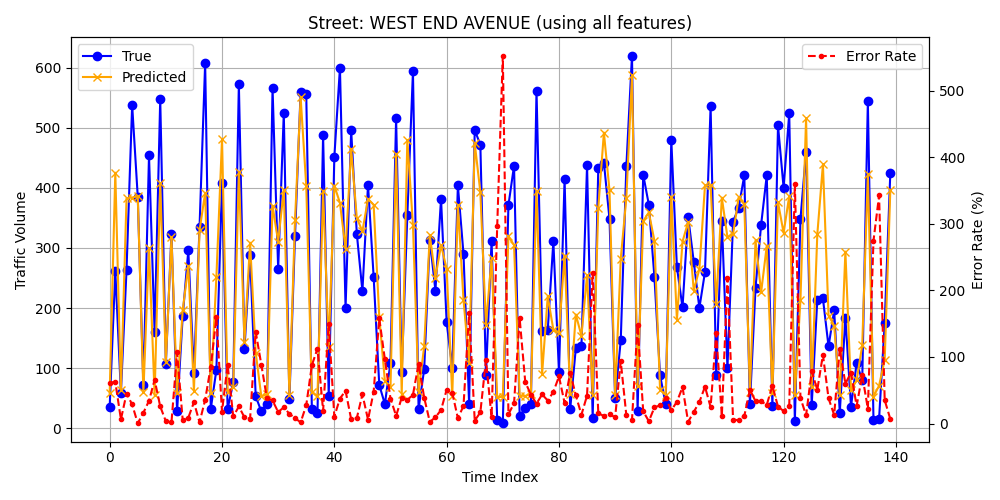 Street: WEST END AVENUE (using all features)
True
Predicted
Error Rate
600
500
400
300
200
100
0
Traffic Volume
500
400
300
200
100
0
Error Rate (%)
0 20 40 60 80 100 120 140
Time Index